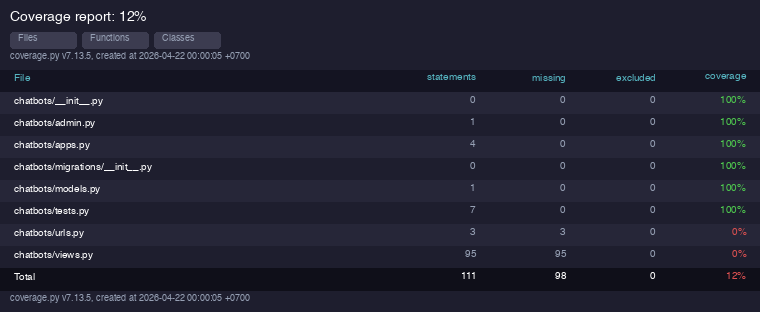 Coverage report: 12%
Files Functions Classes
coverage.py v7.13.5, created at 2026-04-22 00:00:05 +0700
File statements missing excluded coverage
chatbots/__init__.py 0 0 0 100%
chatbots/admin.py 1 0 0 100%
chatbots/apps.py 4 0 0 100%
chatbots/migrations/__init__.py 0 0 0 100%
chatbots/models.py 1 0 0 100%
chatbots/tests.py 7 0 0 100%
chatbots/urls.py 3 3 0 0%
chatbots/views.py 95 95 0 0%
Total 111 98 0 12%
coverage.py v7.13.5, created at 2026-04-22 00:00:05 +0700